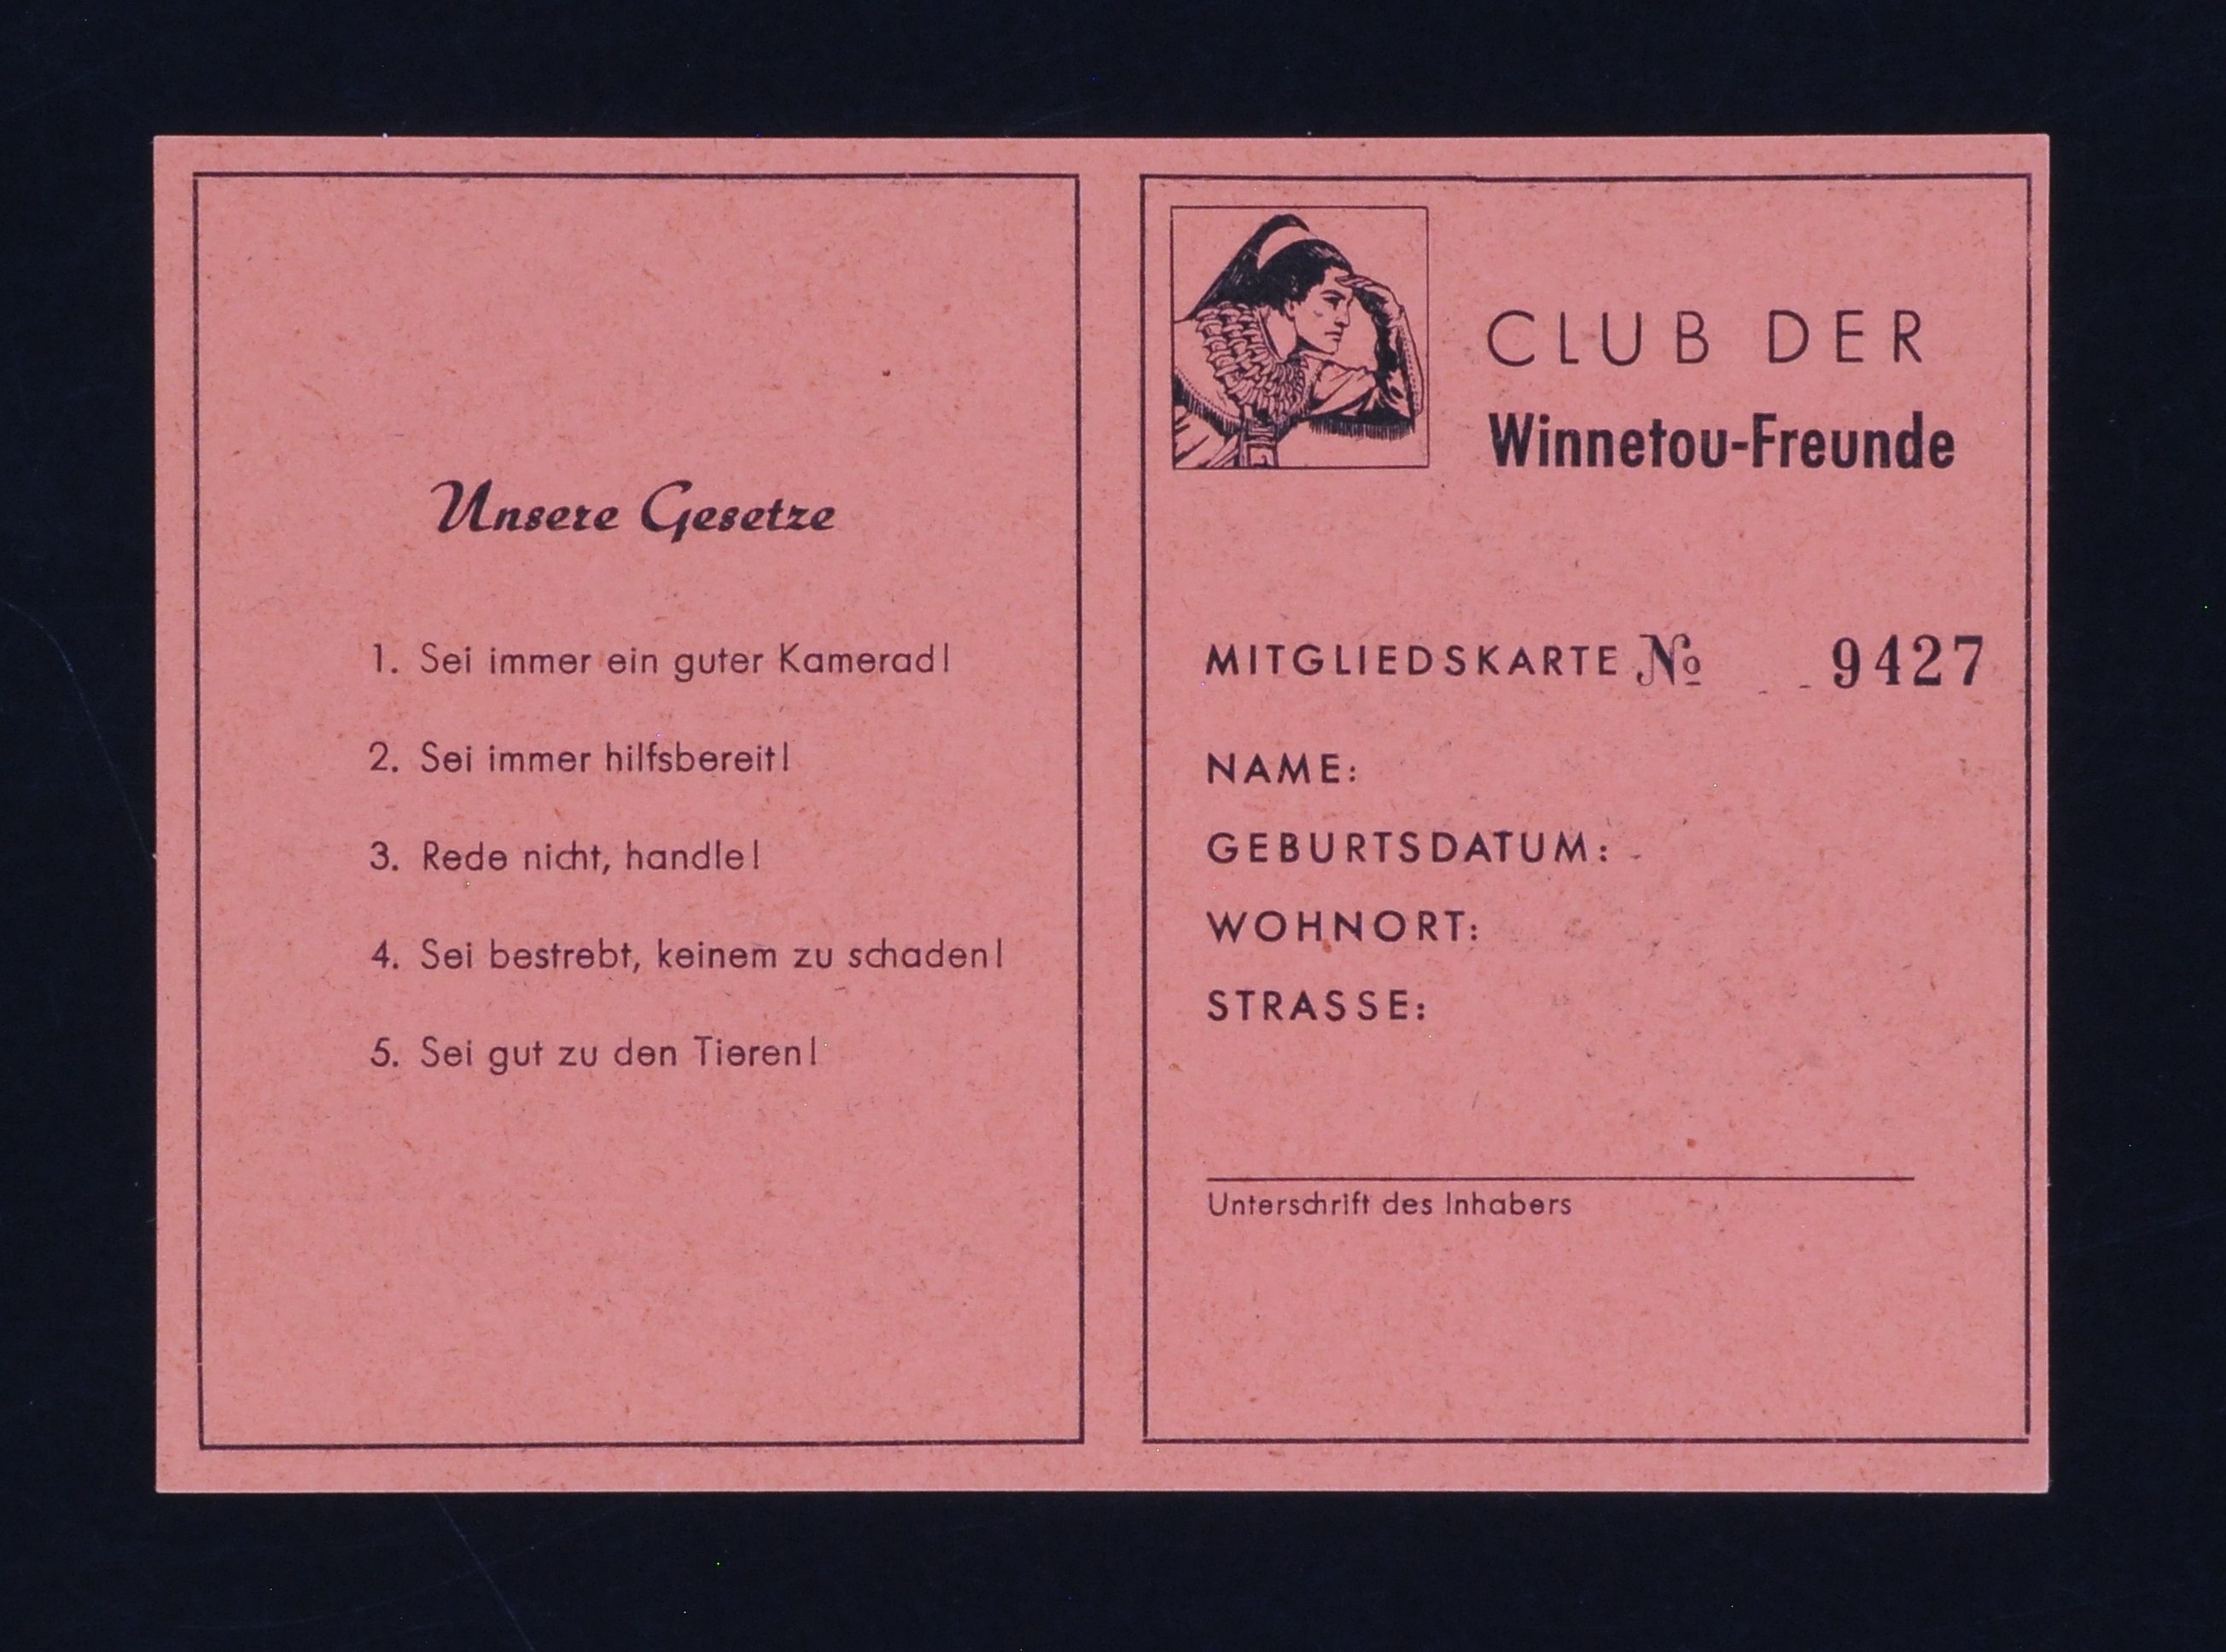 Unsere Gesetze
1. Sei immer ein guter Kamerad!
2. Sei immer hilfsbereit!
3. Rede nicht, handle!
4. Sei bestrebt, keinem zu schaden!
5. Sei gut zu den Tieren!
CLUB DER
Winnetou-Freunde
MITGLIEDSKARTE № 9427
NAME:
GEBURTSDATUM:
WOHNORT:
STRASSE:
Unterschrift des Inhabers